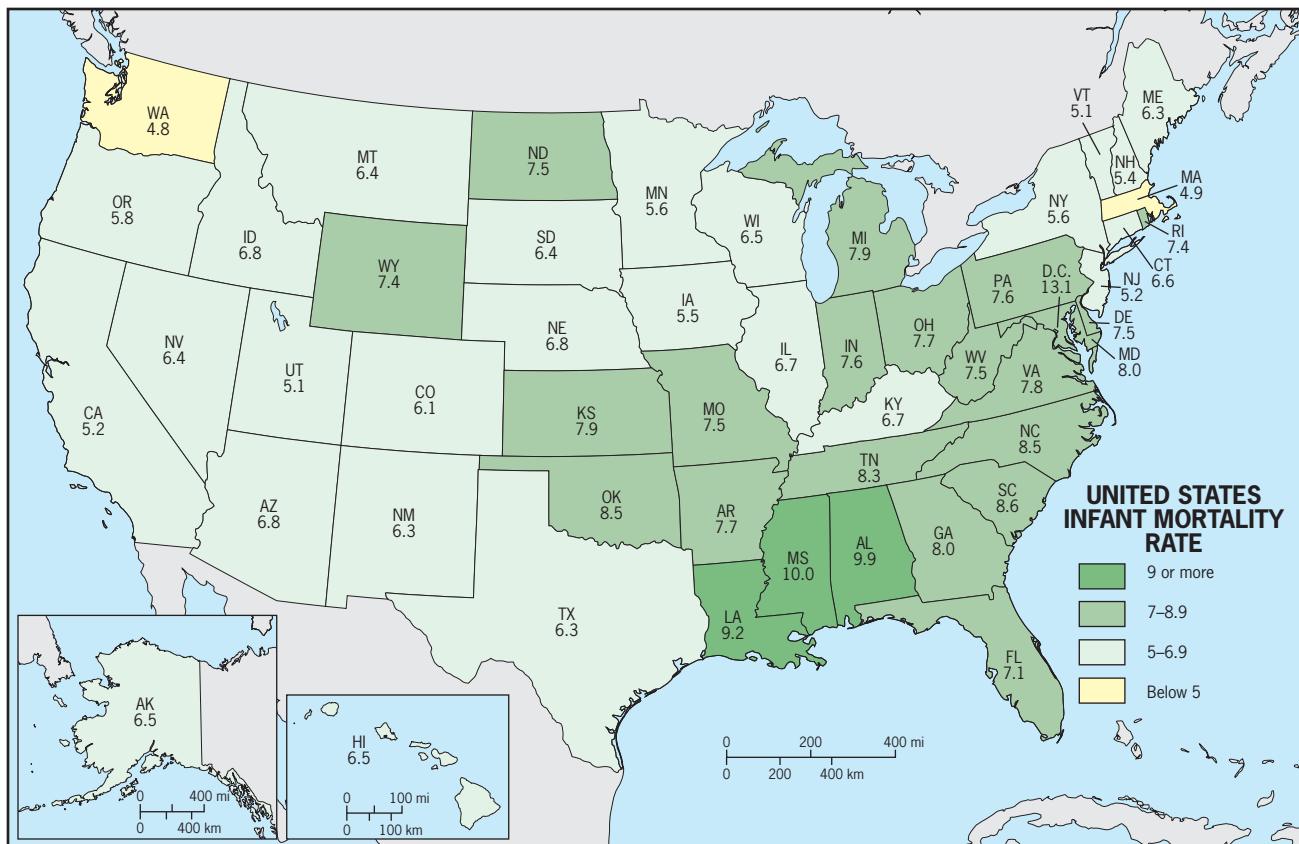 WA
4.8
MT
6.4
ND
7.5
MN
5.6
VT
5.1
ME
6.3
NH
5.4
MA
4.9
OR
5.8
ID
6.8
WY
7.4
SD
6.4
WI
6.5
MI
7.9
NY
5.6
RI
7.4
CT
6.6
NJ
5.2
DE
7.5
MD
8.0
D.C.
13.1
PA
7.6
NV
6.4
UT
5.1
CO
6.1
NE
6.8
IA
5.5
IL
6.7
IN
7.6
OH
7.7
WV
7.5
VA
7.8
CA
5.2
KS
7.9
MO
7.5
KY
6.7
NC
8.5
TN
8.3
SC
8.6
AZ
6.8
NM
6.3
OK
8.5
AR
7.7
MS
10.0
AL
9.9
GA
8.0
TX
6.3
LA
9.2
FL
7.1
UNITED STATES
INFANT MORTALITY
RATE
9 or more
7–8.9
5–6.9
Below 5
AK
6.5
0 400 mi
0 400 km
HI
6.5
0 100 mi
0 100 km
0 200 400 mi
0 200 400 km